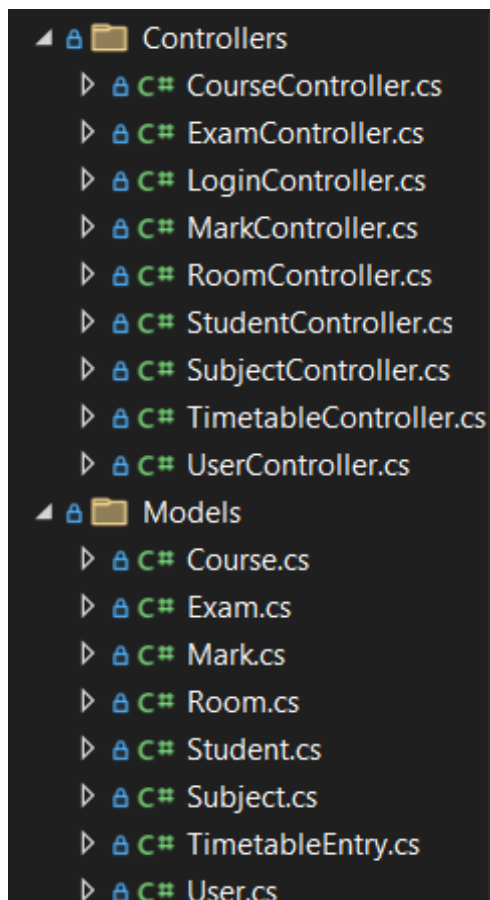 Controllers
C# CourseController.cs
C# ExamController.cs
C# LoginController.cs
C# MarkController.cs
C# RoomController.cs
C# StudentController.cs
C# SubjectController.cs
C# TimetableController.cs
C# UserController.cs
Models
C# Course.cs
C# Exam.cs
C# Mark.cs
C# Room.cs
C# Student.cs
C# Subject.cs
C# TimetableEntry.cs
C# User.cs